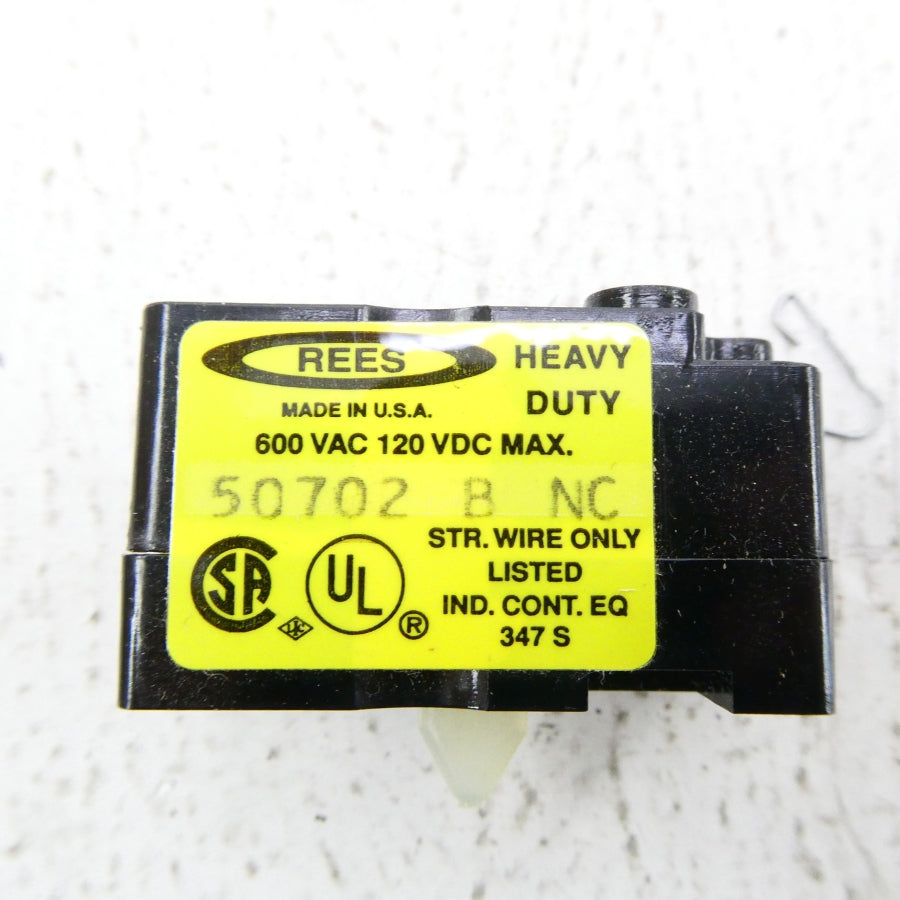 REES HEAVY
DUTY
MADE IN U.S.A.
600 VAC 120 VDC MAX.
50702 B NC
STR. WIRE ONLY
LISTED
IND. CONT. EQ
347 S
SA
UL ®